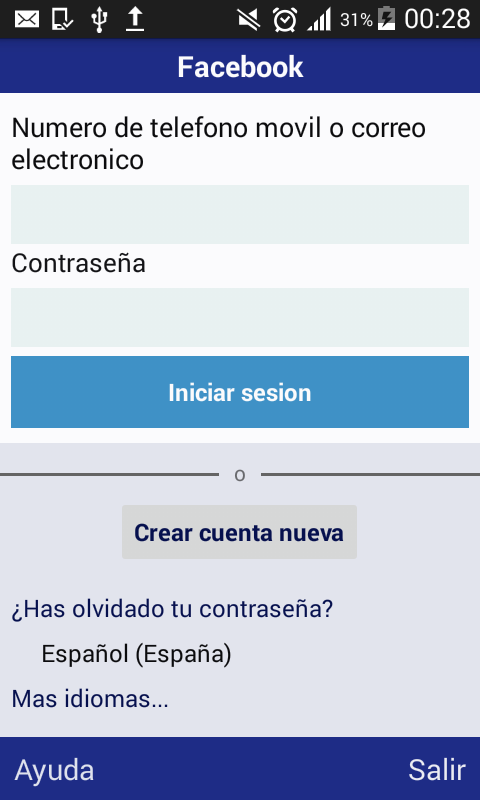 31% 00:28
Facebook
Numero de telefono movil o correo
electronico
Contraseña
Iniciar sesion
o
Crear cuenta nueva
¿Has olvidado tu contraseña?
Español (España)
Mas idiomas...
Ayuda Salir